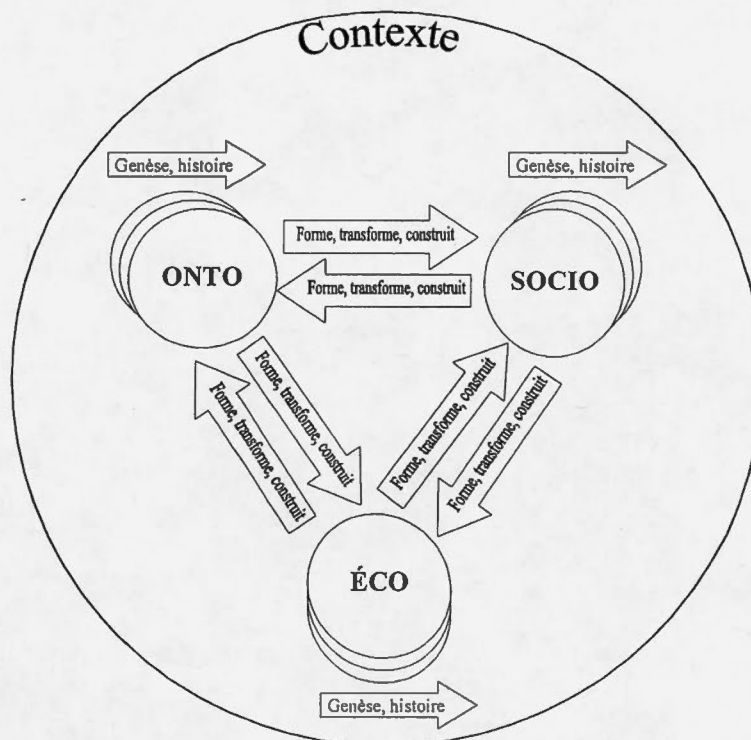 Contexte
Genèse, histoire
Genèse, histoire
ONTO
Forme, transforme, construit
Forme, transforme, construit
SOCIO
Forme, transforme, construit
Forme, transforme, construit
Forme, transforme, construit
Forme, transforme, construit
ÉCO
Genèse, histoire